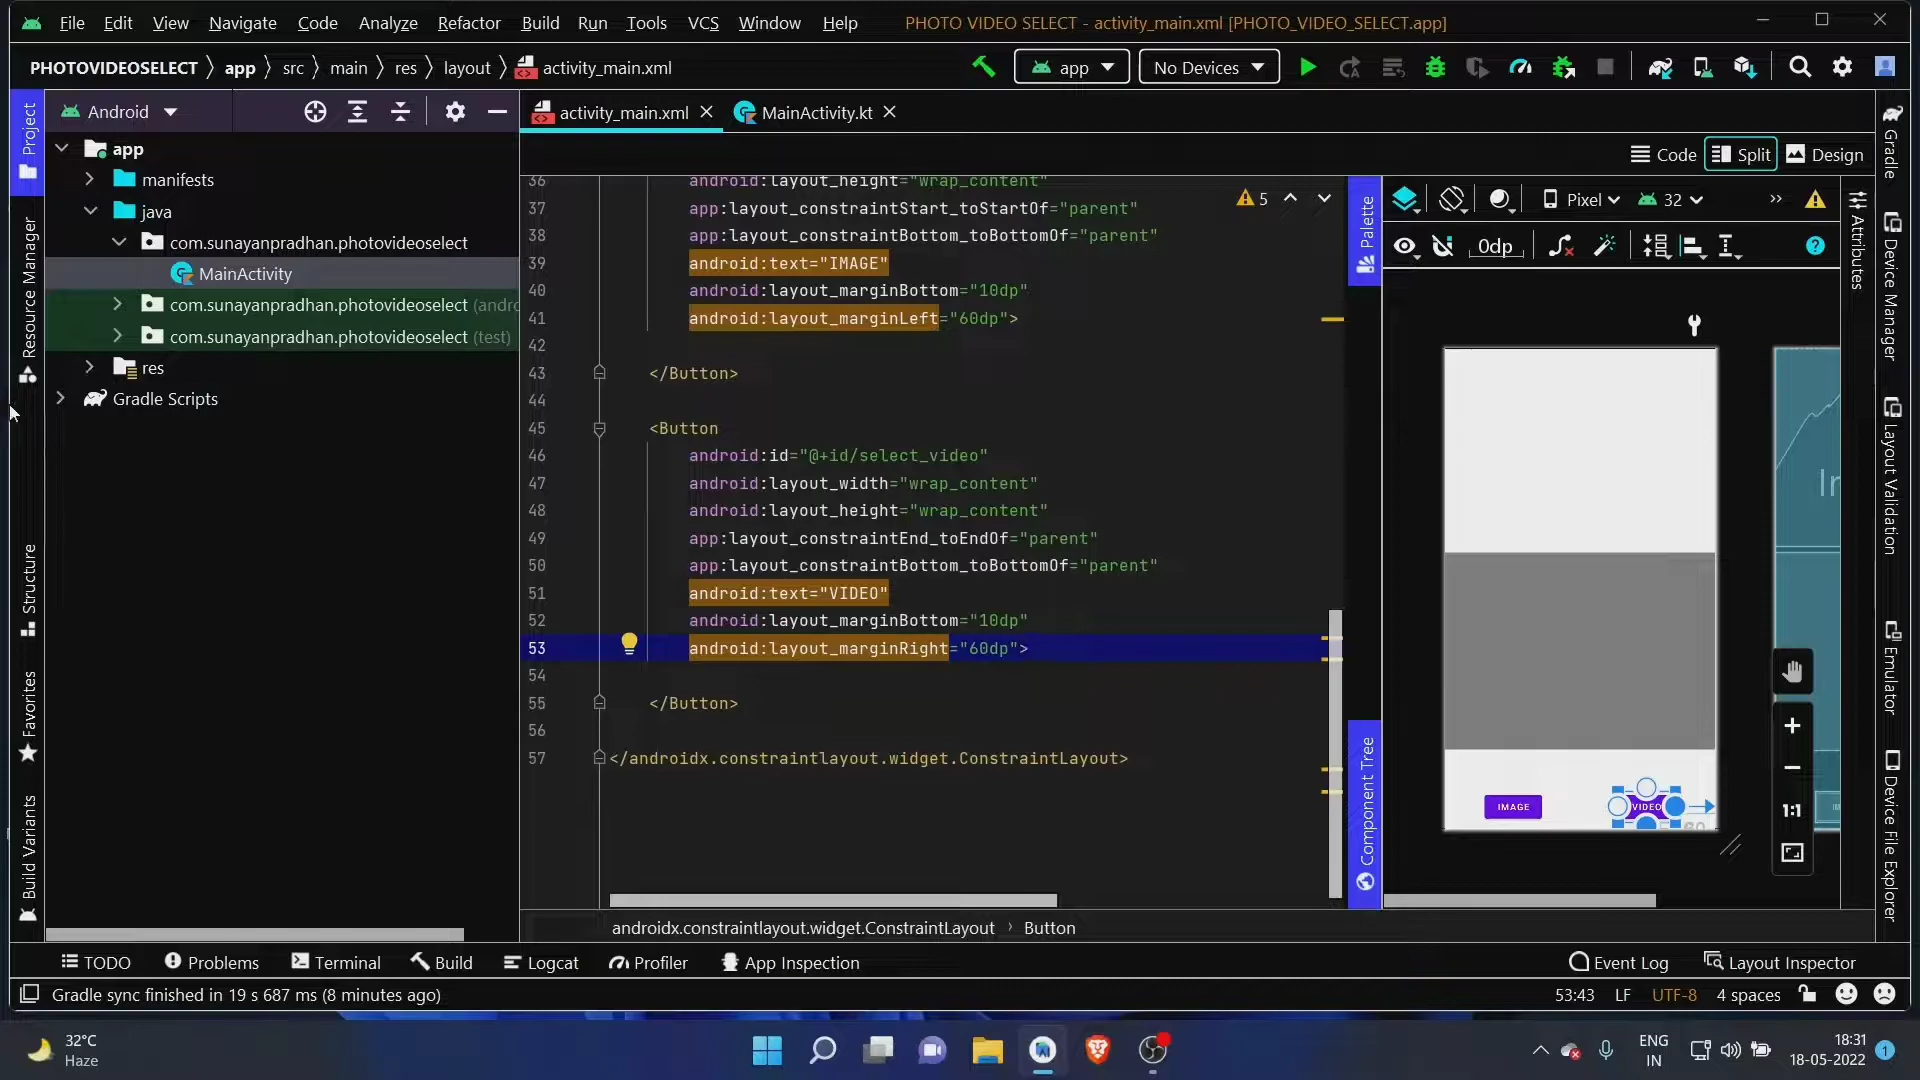 File Edit View Navigate Code Analyze Refactor Build Run Tools VCS Window Help PHOTO VIDEO SELECT - activity_main.xml [PHOTO_VIDEO_SELECT.app]
PHOTOVIDEOSELECT app src main res layout activity_main.xml app No Devices
Project
Resource Manager
Structure
Favorites
Build Variants
Android
app
manifests
java
com.sunayanpradhan.photovideoselect
MainActivity
com.sunayanpradhan.photovideoselect (andro
com.sunayanpradhan.photovideoselect (test)
res
Gradle Scripts
activity_main.xml MainActivity.kt
Code Split Design
5
36 android:layout_height="wrap_content"
37 app:layout_constraintStart_toStartOf="parent"
38 app:layout_constraintBottom_toBottomOf="parent"
39 android:text="IMAGE"
40 android:layout_marginBottom="10dp"
41 android:layout_marginLeft="60dp">
42
43 </Button>
44
45 <Button
46 android:id="@+id/select_video"
47 android:layout_width="wrap_content"
48 android:layout_height="wrap_content"
49 app:layout_constraintEnd_toEndOf="parent"
50 app:layout_constraintBottom_toBottomOf="parent"
51 android:text="VIDEO"
52 android:layout_marginBottom="10dp"
53 android:layout_marginRight="60dp">
54
55 </Button>
56
57 </androidx.constraintlayout.widget.ConstraintLayout>
androidx.constraintlayout.widget.ConstraintLayout Button
Palette
Component Tree
Pixel 32
0dp
IMAGE
VIDEO
60
1:1
Attributes
Gradle
Device Manager
Layout Validation
Emulator
Device File Explorer
TODO Problems Terminal Build Logcat Profiler App Inspection Event Log Layout Inspector
Gradle sync finished in 19 s 687 ms (8 minutes ago) 53:43 LF UTF-8 4 spaces
32°C
Haze
ENG
IN
18:31
18-05-2022
1